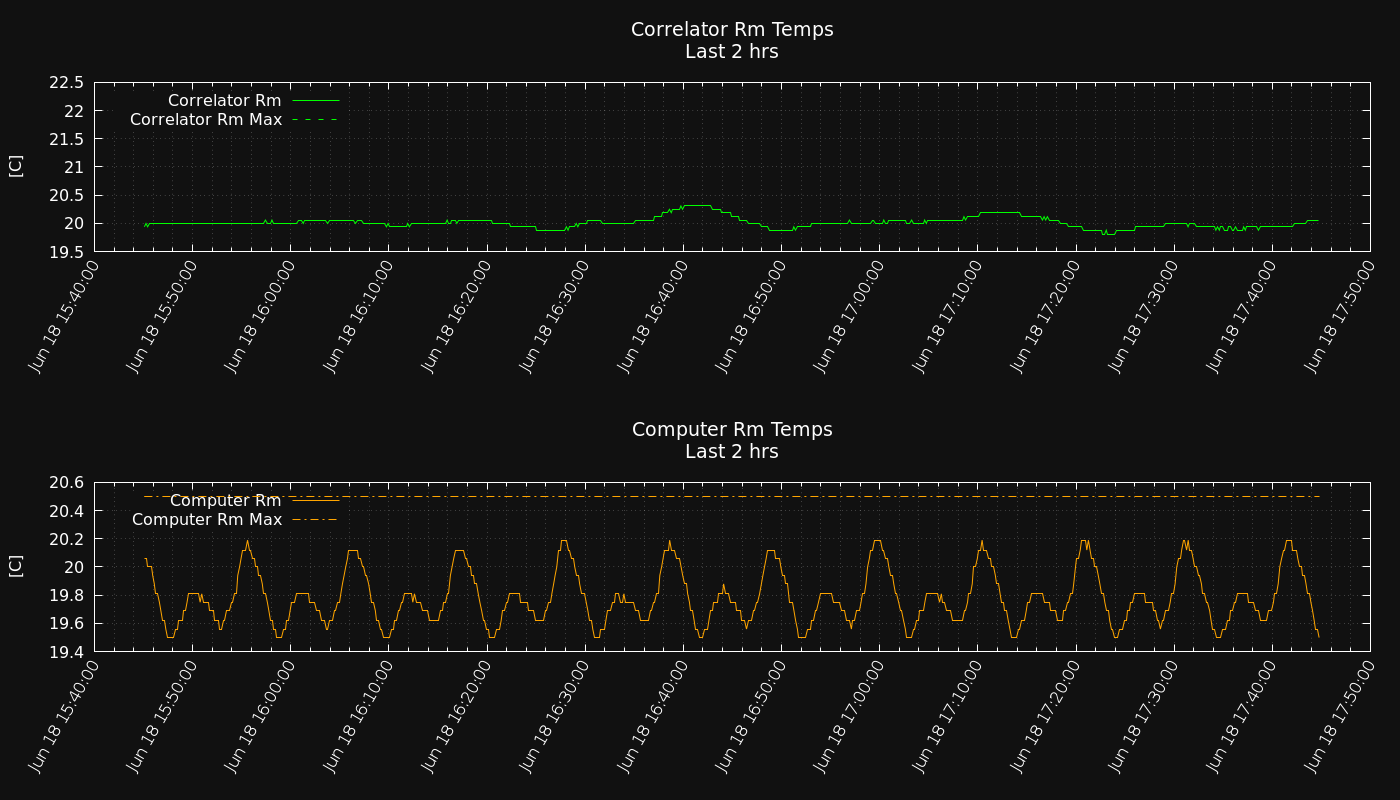 Correlator Rm Temps
Last 2 hrs
22.5
22
21.5
21
20.5
20
19.5
[C]
Correlator Rm
Correlator Rm Max
Jun 18 15:40:00
Jun 18 15:50:00
Jun 18 16:00:00
Jun 18 16:10:00
Jun 18 16:20:00
Jun 18 16:30:00
Jun 18 16:40:00
Jun 18 16:50:00
Jun 18 17:00:00
Jun 18 17:10:00
Jun 18 17:20:00
Jun 18 17:30:00
Jun 18 17:40:00
Jun 18 17:50:00
Computer Rm Temps
Last 2 hrs
20.6
20.4
20.2
20
19.8
19.6
19.4
[C]
Computer Rm
Computer Rm Max
Jun 18 15:40:00
Jun 18 15:50:00
Jun 18 16:00:00
Jun 18 16:10:00
Jun 18 16:20:00
Jun 18 16:30:00
Jun 18 16:40:00
Jun 18 16:50:00
Jun 18 17:00:00
Jun 18 17:10:00
Jun 18 17:20:00
Jun 18 17:30:00
Jun 18 17:40:00
Jun 18 17:50:00